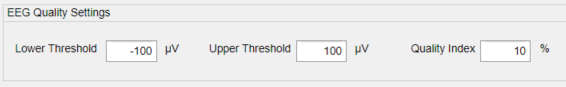 EEG Quality Settings
Lower Threshold -100 µV Upper Threshold 100 µV Quality Index 10 %